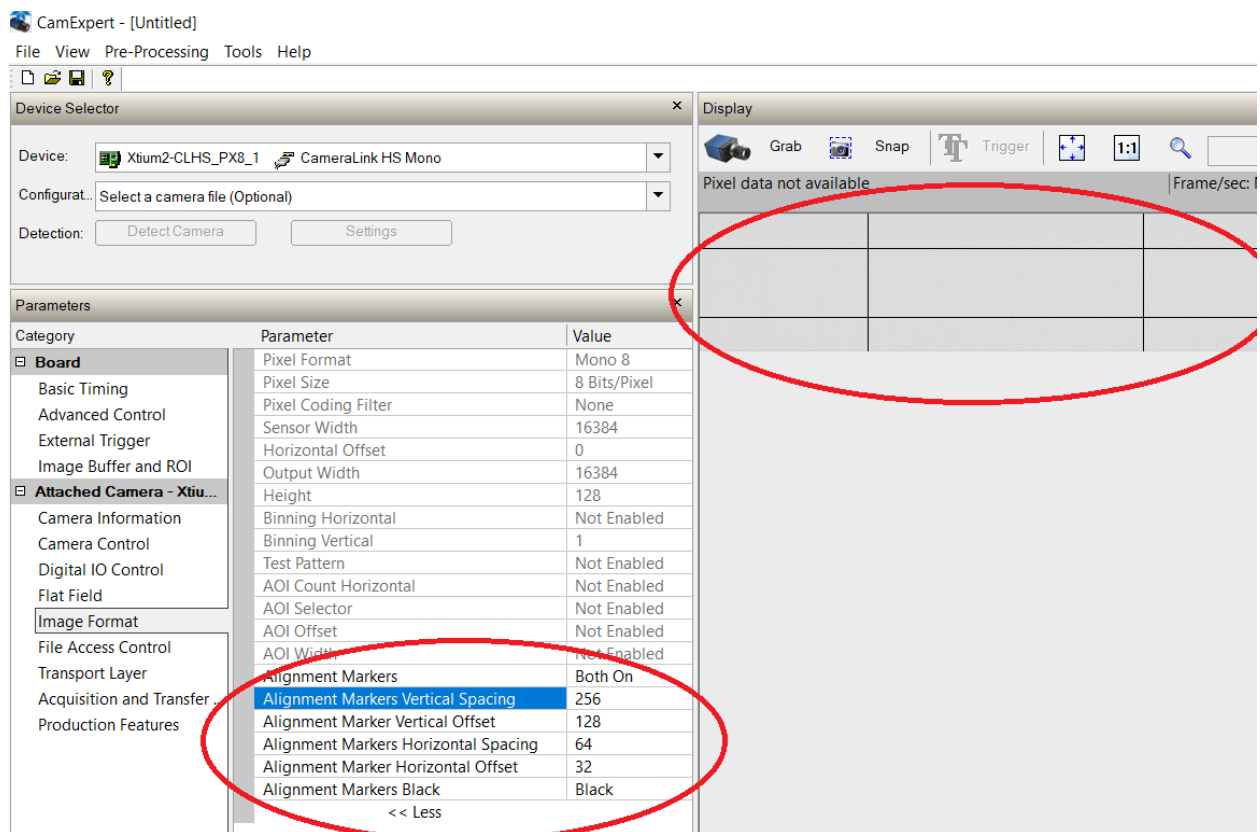 CamExpert - [Untitled]
File View Pre-Processing Tools Help
Device Selector
Device: Xtium2-CLHS_PX8_1 CameraLink HS Mono
Configurat... Select a camera file (Optional)
Detection: Detect Camera Settings
Parameters
Category
Board
Basic Timing
Advanced Control
External Trigger
Image Buffer and ROI
Attached Camera - Xtiu...
Camera Information
Camera Control
Digital IO Control
Flat Field
Image Format
File Access Control
Transport Layer
Acquisition and Transfer ...
Production Features
Parameter Value
Pixel Format Mono 8
Pixel Size 8 Bits/Pixel
Pixel Coding Filter None
Sensor Width 16384
Horizontal Offset 0
Output Width 16384
Height 128
Binning Horizontal Not Enabled
Binning Vertical 1
Test Pattern Not Enabled
AOI Count Horizontal Not Enabled
AOI Selector Not Enabled
AOI Offset Not Enabled
AOI Width Not Enabled
Alignment Markers Both On
Alignment Markers Vertical Spacing 256
Alignment Marker Vertical Offset 128
Alignment Markers Horizontal Spacing 64
Alignment Marker Horizontal Offset 32
Alignment Markers Black Black
<< Less
Display
Grab Snap Trigger 1:1
Pixel data not available Frame/sec: